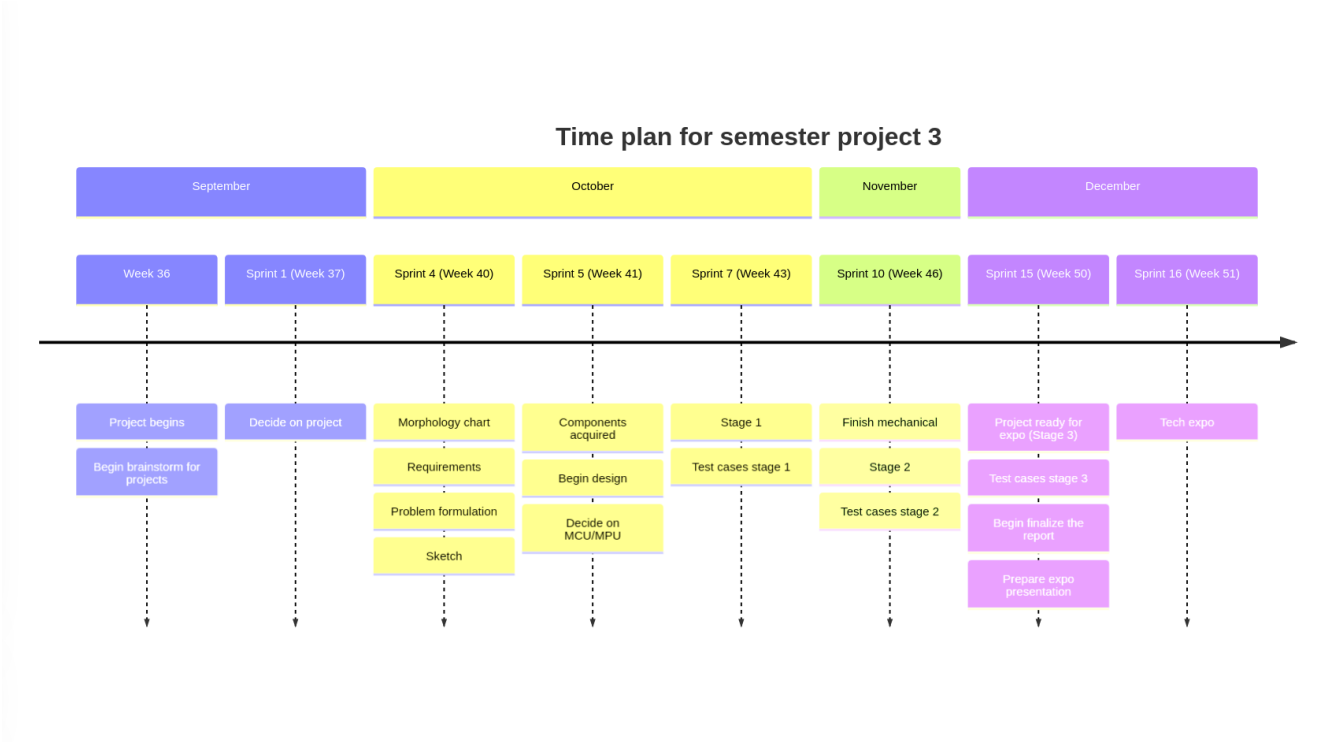 Time plan for semester project 3
September
October
November
December
Week 36
Sprint 1 (Week 37)
Sprint 4 (Week 40)
Sprint 5 (Week 41)
Sprint 7 (Week 43)
Sprint 10 (Week 46)
Sprint 15 (Week 50)
Sprint 16 (Week 51)
Project begins
Begin brainstorm for
projects
Decide on project
Morphology chart
Requirements
Problem formulation
Sketch
Components
acquired
Begin design
Decide on
MCU/MPU
Stage 1
Test cases stage 1
Finish mechanical
Stage 2
Test cases stage 2
Project ready for
expo (Stage 3)
Test cases stage 3
Begin finalize the
report
Prepare expo
presentation
Tech expo